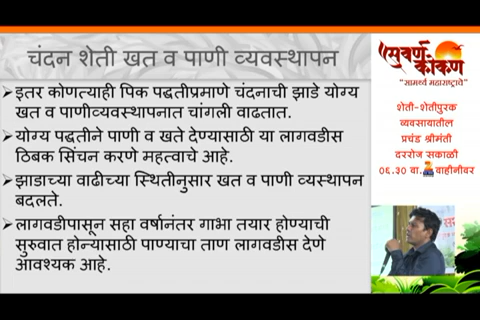 चंदन शेती खत व पाणी व्यवस्थापन
➢इतर कोणत्याही पिक पद्धतीप्रमाणे चंदनाची झाडे योग्य
खत व पाणीव्यवस्थापनात चांगली वाढतात.
➢योग्य पद्धतीने पाणी व खते देण्यासाठी या लागवडीस
ठिबक सिंचन करणे महत्वाचे आहे.
➢झाडाच्या वाढीच्या स्थितीनुसार खत व पाणी व्यस्थापन
बदलते.
➢लागवडीपासून सहा वर्षानंतर गाभा तयार होण्याची
सुरुवात होन्यासाठी पाण्याचा ताण लागवडीस देणे
आवश्यक आहे.
सुवर्ण
कोंकण
"सामर्थ्य महाराष्ट्राचे"
शेती-शेतीपुरक
व्यवसायातील
प्रचंड श्रीमंती
दररोज सकाळी
०६.३० वा. वाहीनीवर